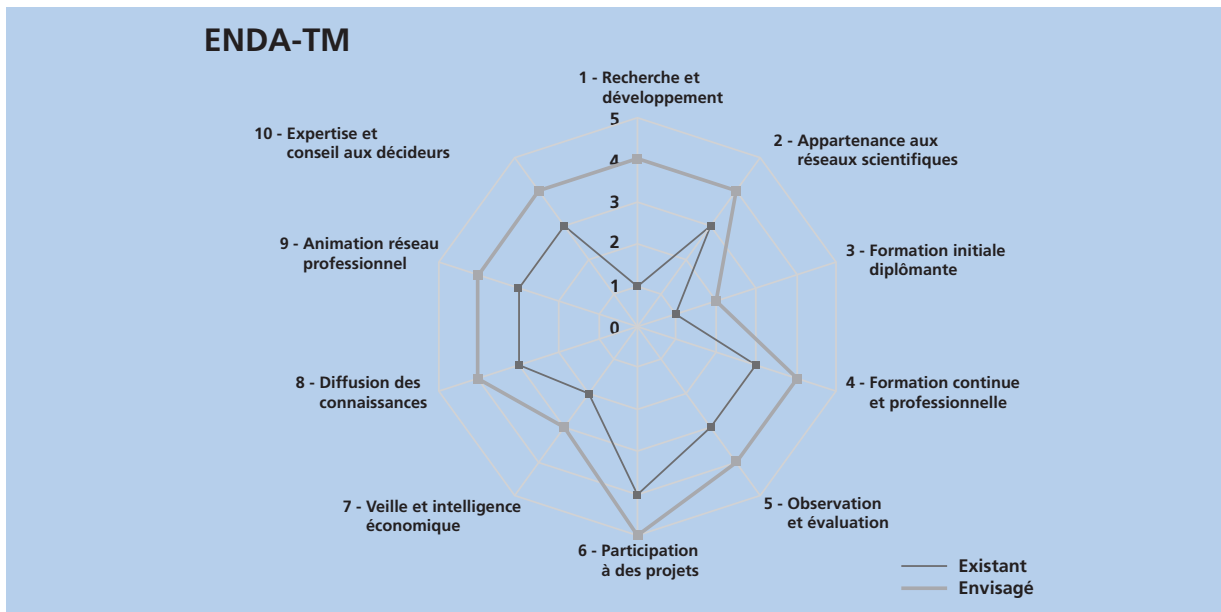 ENDA-TM
1 - Recherche et
développement
2 - Appartenance aux
réseaux scientifiques
3 - Formation initiale
diplômante
4 - Formation continue
et professionnelle
5 - Observation
et évaluation
6 - Participation
à des projets
7 - Veille et intelligence
économique
8 - Diffusion des
connaissances
9 - Animation réseau
professionnel
10 - Expertise et
conseil aux décideurs
5
4
3
2
1
0
Existant
Envisagé